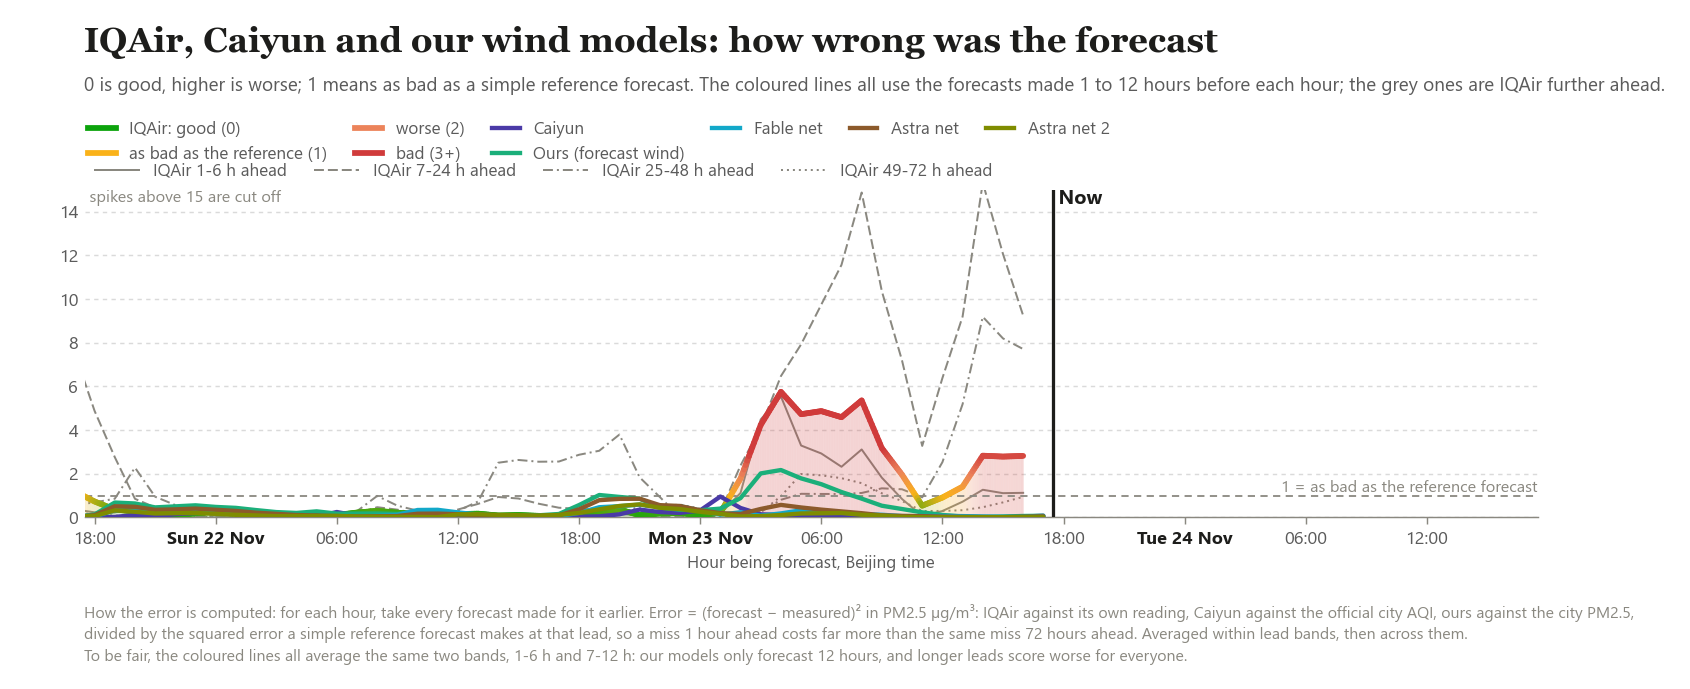 IQAir, Caiyun and our wind models: how wrong was the forecast
0 is good, higher is worse; 1 means as bad as a simple reference forecast. The coloured lines all use the forecasts made 1 to 12 hours before each hour; the grey ones are IQAir further ahead.
IQAir: good (0) worse (2) Caiyun Fable net Astra net Astra net 2
as bad as the reference (1) bad (3+) Ours (forecast wind)
IQAir 1-6 h ahead IQAir 7-24 h ahead IQAir 25-48 h ahead IQAir 49-72 h ahead
spikes above 15 are cut off
Now
14
12
10
8
6
4
2
1 = as bad as the reference forecast
0
18:00 Sun 22 Nov 06:00 12:00 18:00 Mon 23 Nov 06:00 12:00 18:00 Tue 24 Nov 06:00 12:00
Hour being forecast, Beijing time
How the error is computed: for each hour, take every forecast made for it earlier. Error = (forecast − measured)² in PM2.5 µg/m³: IQAir against its own reading, Caiyun against the official city AQI, ours against the city PM2.5,
divided by the squared error a simple reference forecast makes at that lead, so a miss 1 hour ahead costs far more than the same miss 72 hours ahead. Averaged within lead bands, then across them.
To be fair, the coloured lines all average the same two bands, 1-6 h and 7-12 h: our models only forecast 12 hours, and longer leads score worse for everyone.